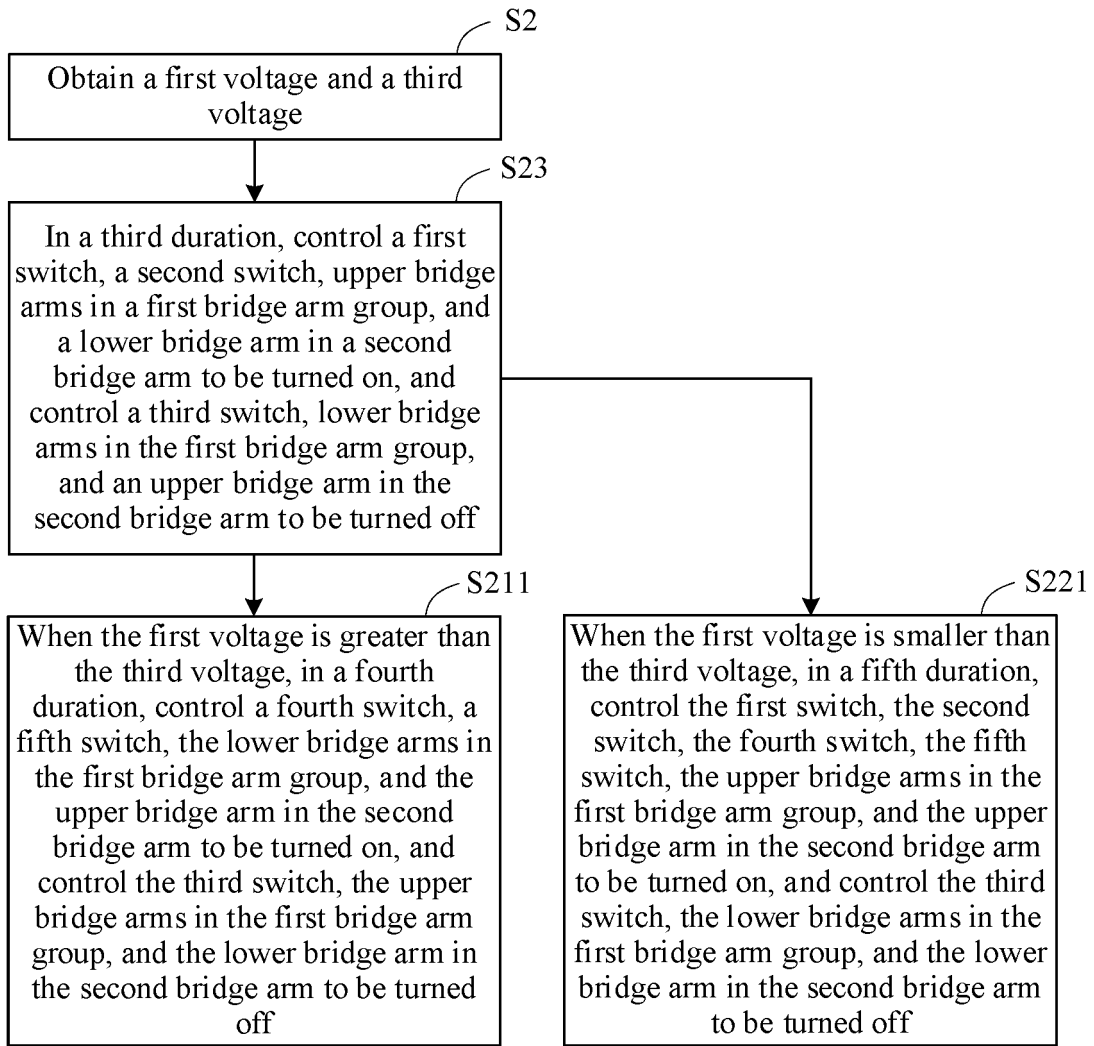 S2
Obtain a first voltage and a third
voltage
S23
In a third duration, control a first
switch, a second switch, upper bridge
arms in a first bridge arm group, and
a lower bridge arm in a second
bridge arm to be turned on, and
control a third switch, lower bridge
arms in the first bridge arm group,
and an upper bridge arm in the
second bridge arm to be turned off
S211
When the first voltage is greater than
the third voltage, in a fourth
duration, control a fourth switch, a
fifth switch, the lower bridge arms in
the first bridge arm group, and the
upper bridge arm in the second
bridge arm to be turned on, and
control the third switch, the upper
bridge arms in the first bridge arm
group, and the lower bridge arm in
the second bridge arm to be turned
off
S221
When the first voltage is smaller than
the third voltage, in a fifth duration,
control the first switch, the second
switch, the fourth switch, the fifth
switch, the upper bridge arms in the
first bridge arm group, and the upper
bridge arm in the second bridge arm
to be turned on, and control the third
switch, the lower bridge arms in the
first bridge arm group, and the lower
bridge arm in the second bridge arm
to be turned off